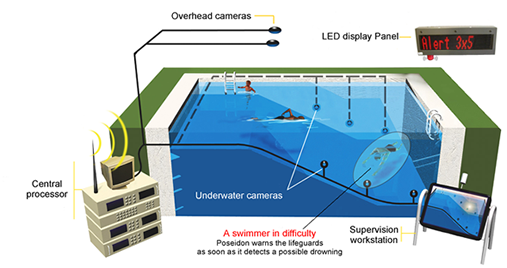 Overhead cameras
LED display Panel
Alert 3x5
Central
processor
Underwater cameras
A swimmer in difficulty
Poseidon warns the lifeguards
as soon as it detects a possible drowning
Supervision
workstation